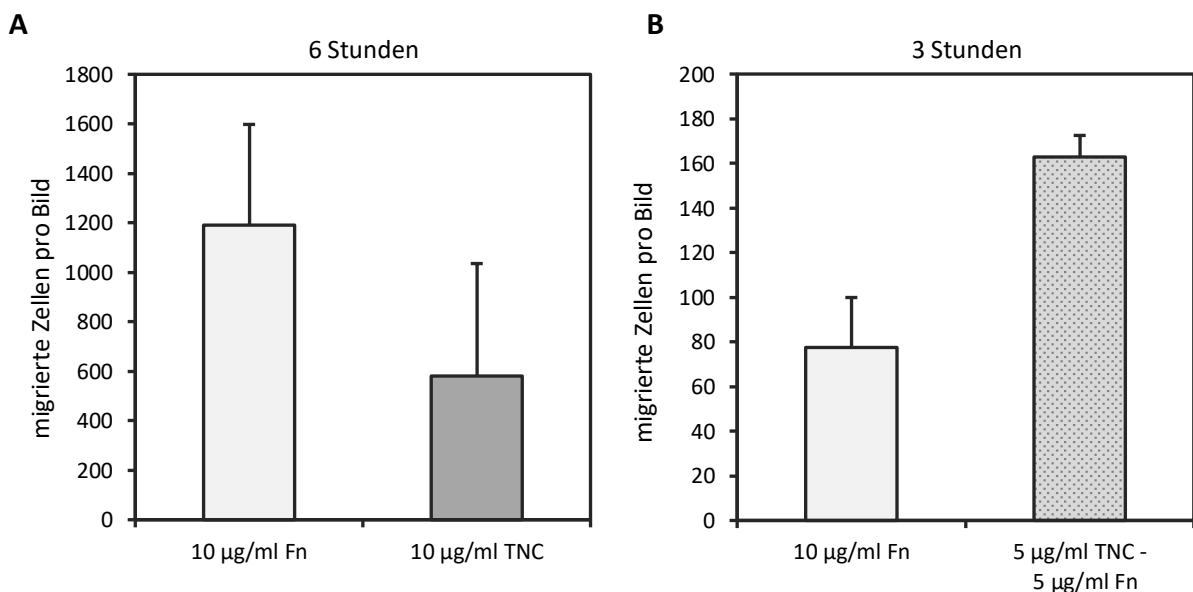 A
6 Stunden
migrierte Zellen pro Bild
1800
1600
1400
1200
1000
800
600
400
200
0
10 µg/ml Fn
10 µg/ml TNC
B
3 Stunden
migrierte Zellen pro Bild
200
180
160
140
120
100
80
60
40
20
0
10 µg/ml Fn
5 µg/ml TNC -
5 µg/ml Fn